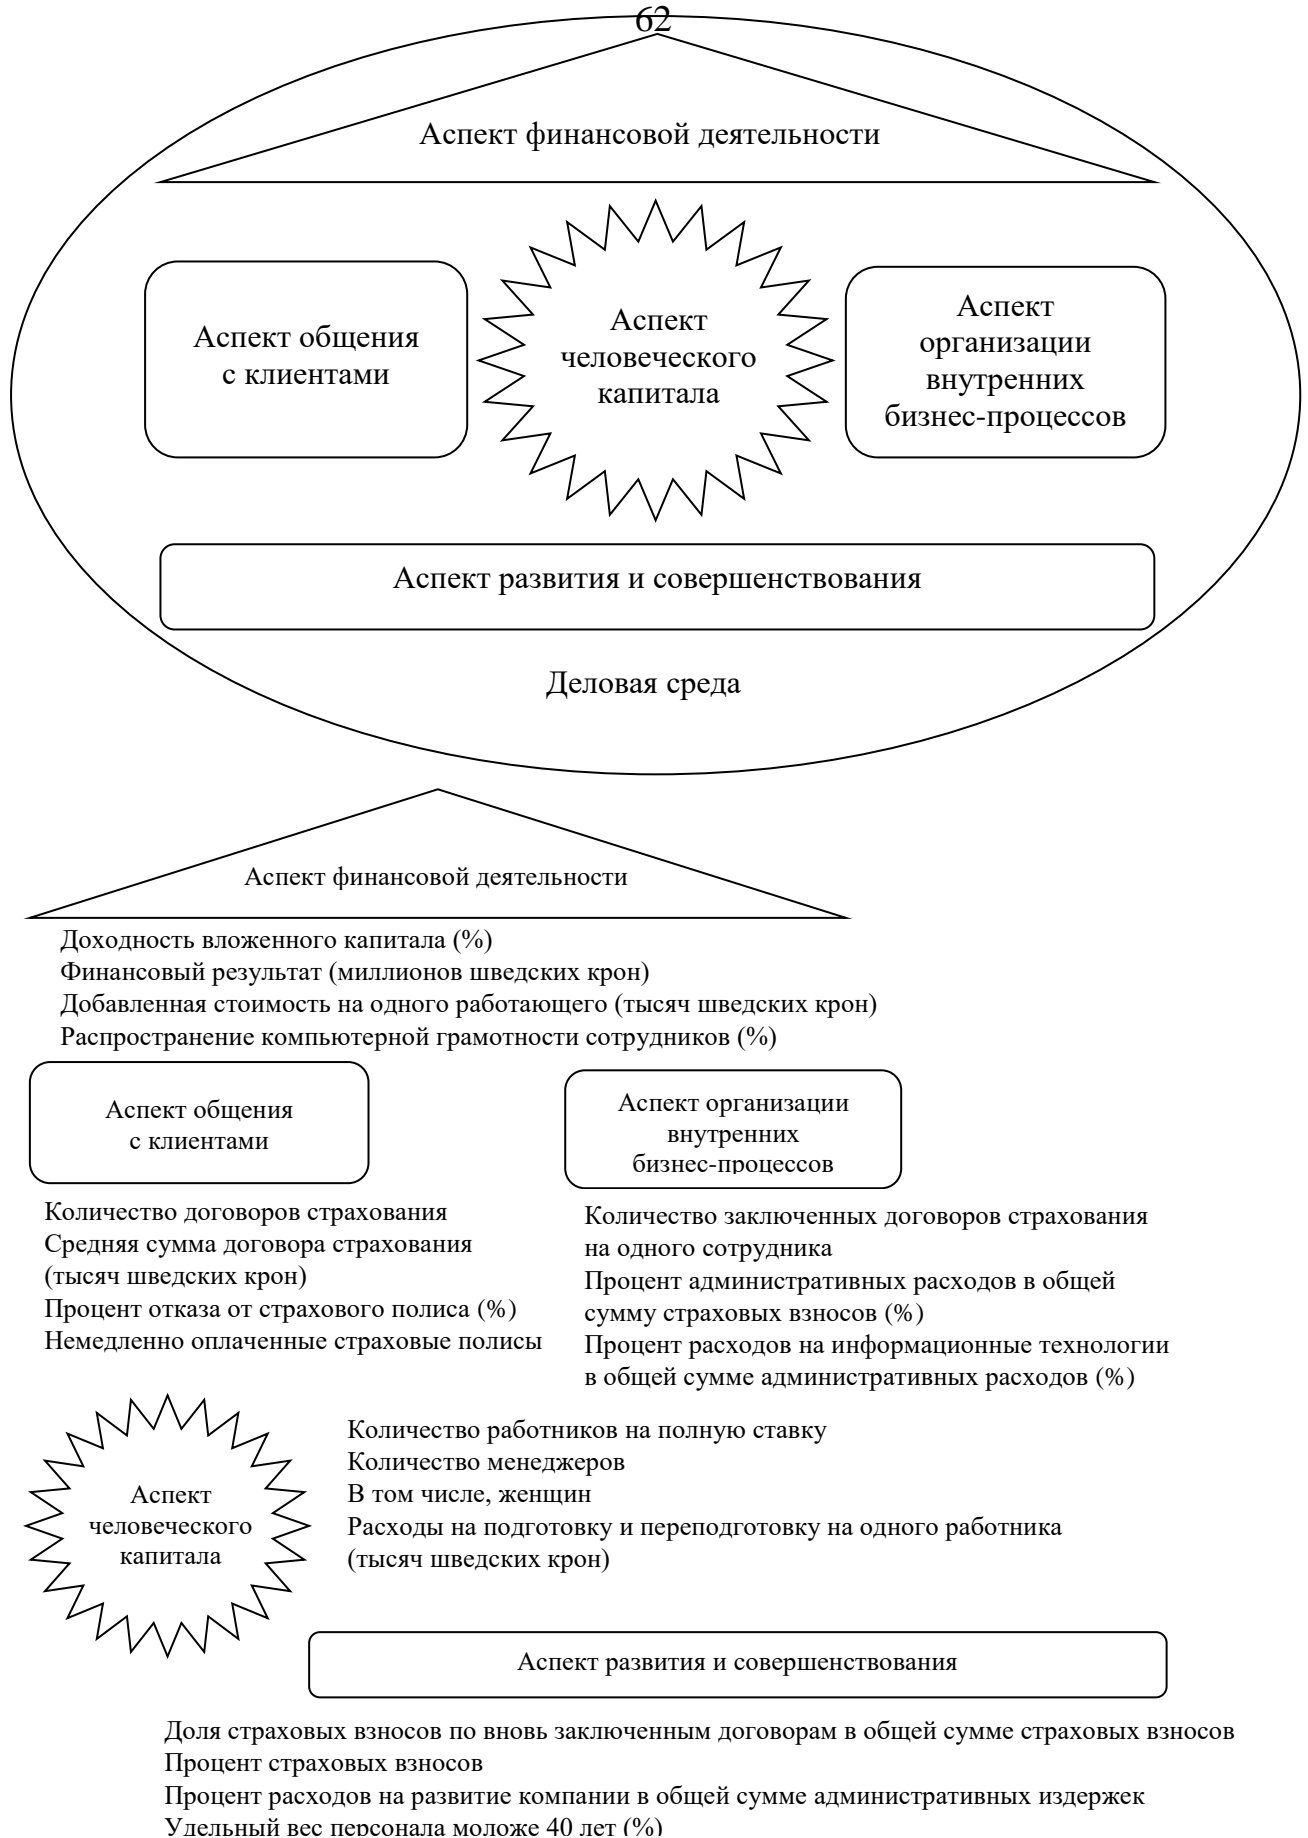 62
Аспект финансовой деятельности
Аспект общения
с клиентами
Аспект
человеческого
капитала
Аспект
организации
внутренних
бизнес-процессов
Аспект развития и совершенствования
Деловая среда
Аспект финансовой деятельности
Доходность вложенного капитала (%)
Финансовый результат (миллионов шведских крон)
Добавленная стоимость на одного работающего (тысяч шведских крон)
Распространение компьютерной грамотности сотрудников (%)
Аспект общения
с клиентами
Аспект организации
внутренних
бизнес-процессов
Количество договоров страхования
Средняя сумма договора страхования
(тысяч шведских крон)
Процент отказа от страхового полиса (%)
Немедленно оплаченные страховые полисы
Количество заключенных договоров страхования
на одного сотрудника
Процент административных расходов в общей
сумму страховых взносов (%)
Процент расходов на информационные технологии
в общей сумме административных расходов (%)
Аспект
человеческого
капитала
Количество работников на полную ставку
Количество менеджеров
В том числе, женщин
Расходы на подготовку и переподготовку на одного работника
(тысяч шведских крон)
Аспект развития и совершенствования
Доля страховых взносов по вновь заключенным договорам в общей сумме страховых взносов
Процент страховых взносов
Процент расходов на развитие компании в общей сумме административных издержек
Удельный вес персонала моложе 40 лет (%)